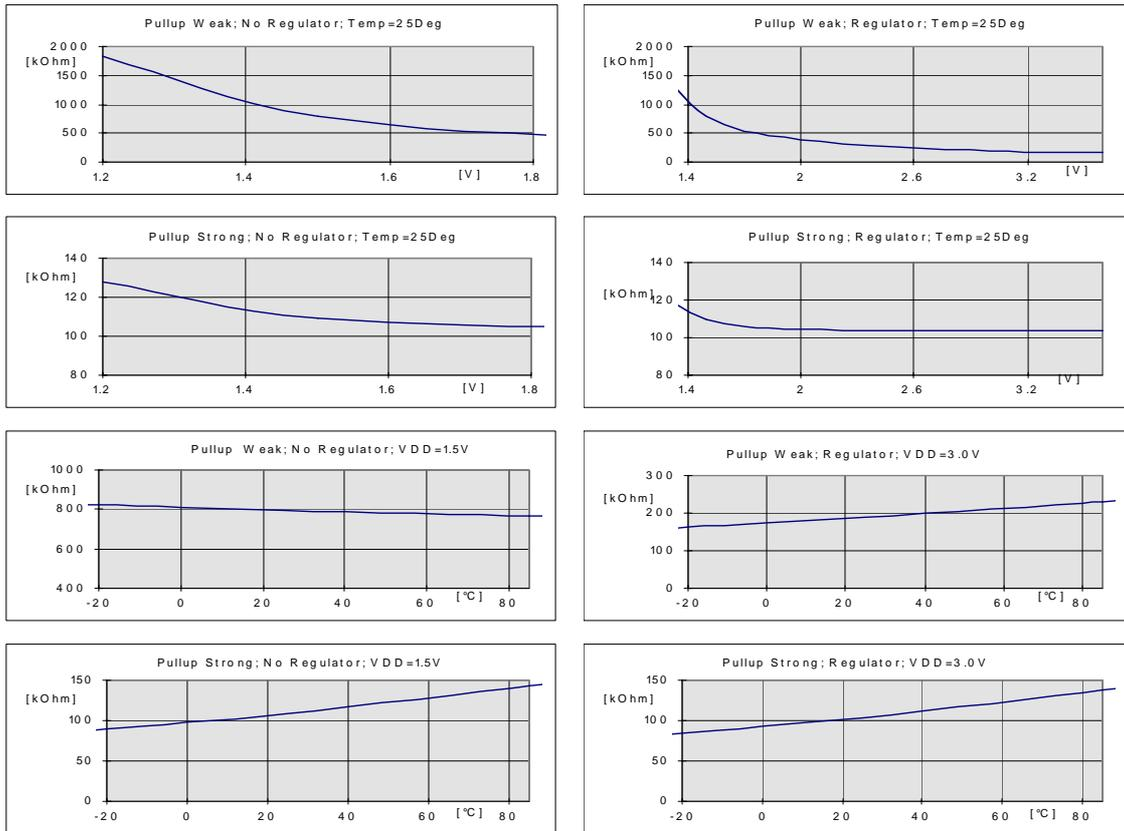 Pullup Weak; No Regulator; Temp=25Deg
2000
[kOhm]
1500
1000
500
0
1.2 1.4 1.6 [V] 1.8
Pullup Weak; Regulator; Temp=25Deg
2000
[kOhm]
1500
1000
500
0
1.4 2 2.6 3.2 [V]
Pullup Strong; No Regulator; Temp=25Deg
140
[kOhm]
120
100
80
1.2 1.4 1.6 [V] 1.8
Pullup Strong; Regulator; Temp=25Deg
140
[kOhm]
120
100
80
1.4 2 2.6 3.2 [V]
Pullup Weak; No Regulator; VDD=1.5V
1000
[kOhm]
800
600
400
-20 0 20 40 60 [°C] 80
Pullup Weak; Regulator; VDD=3.0V
300
[kOhm]
200
100
0
-20 0 20 40 60 [°C] 80
Pullup Strong; No Regulator; VDD=1.5V
150
[kOhm]
100
50
0
-20 0 20 40 60 [°C] 80
Pullup Strong; Regulator; VDD=3.0V
150
[kOhm]
100
50
0
-20 0 20 40 60 [°C] 80